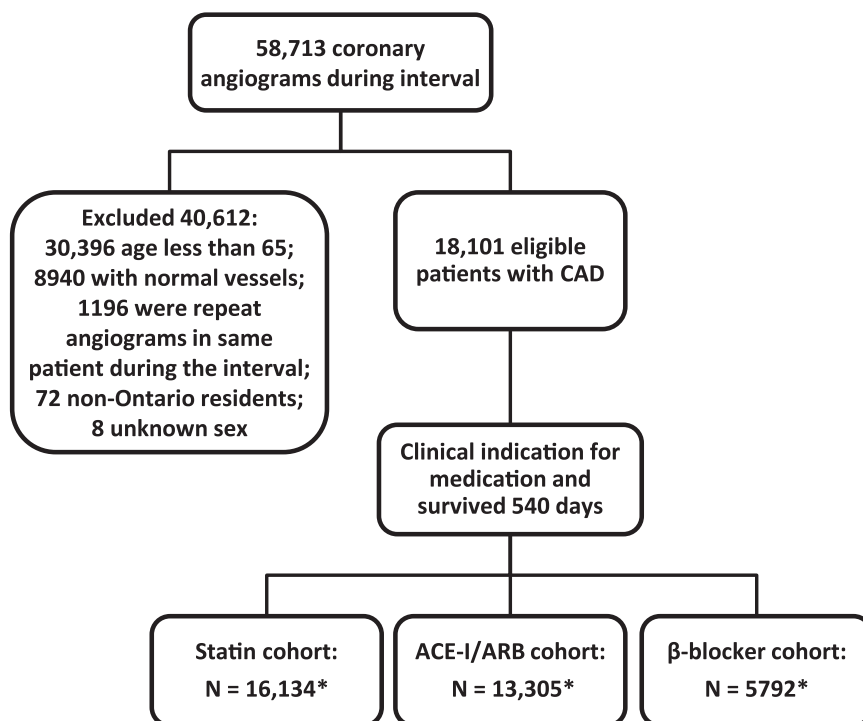 58,713 coronary
angiograms during interval
Excluded 40,612:
30,396 age less than 65;
8940 with normal vessels;
1196 were repeat
angiograms in same
patient during the interval;
72 non-Ontario residents;
8 unknown sex
18,101 eligible
patients with CAD
Clinical indication for
medication and
survived 540 days
Statin cohort:
N = 16,134*
ACE-I/ARB cohort:
N = 13,305*
β-blocker cohort:
N = 5792*